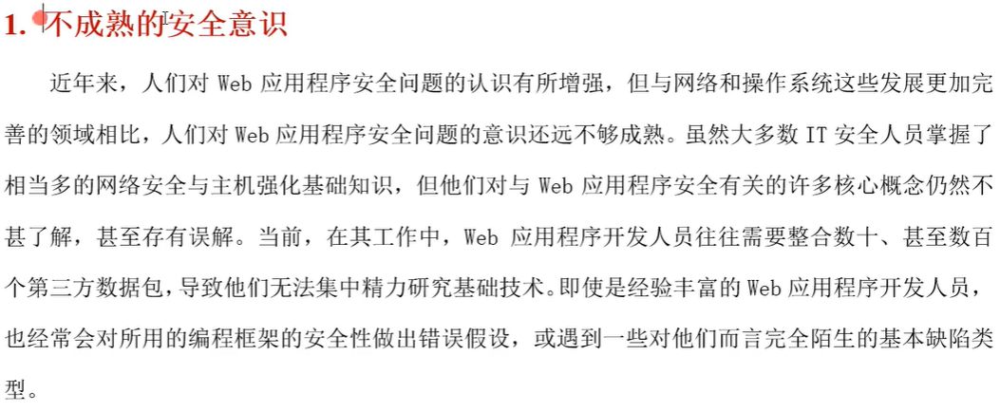 1. 不成熟的安全意识
近年来，人们对 Web 应用程序安全问题的认识有所增强，但与网络和操作系统这些发展更加完
善的领域相比，人们对 Web 应用程序安全问题的意识还远不够成熟。虽然大多数 IT 安全人员掌握了
相当多的网络安全与主机强化基础知识，但他们对与 Web 应用程序安全有关的许多核心概念仍然不
甚了解，甚至存有误解。当前，在其工作中，Web 应用程序开发人员往往需要整合数十、甚至数百
个第三方数据包，导致他们无法集中精力研究基础技术。即使是经验丰富的 Web 应用程序开发人员，
也经常会对所用的编程框架的安全性做出错误假设，或遇到一些对他们而言完全陌生的基本缺陷类
型。